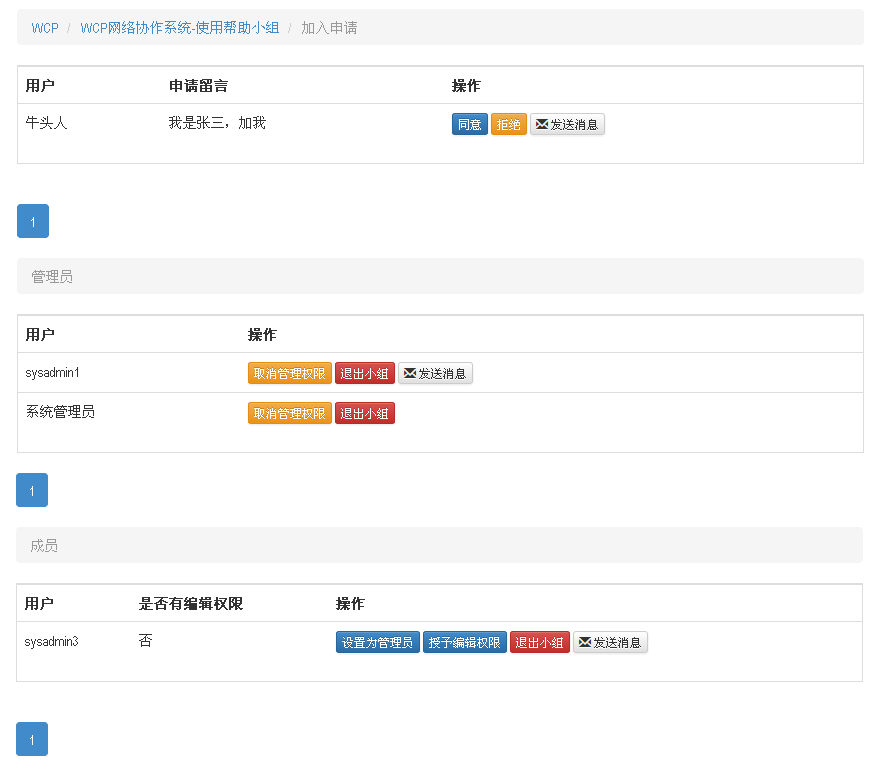 WCP / WCP网络协作系统-使用帮助小组 / 加入申请
用户 申请留言 操作
牛头人 我是张三，加我 同意 拒绝 发送消息
1
管理员
用户 操作
sysadmin1 取消管理权限 退出小组 发送消息
系统管理员 取消管理权限 退出小组
1
成员
用户 是否有编辑权限 操作
sysadmin3 否 设置为管理员 授予编辑权限 退出小组 发送消息
1